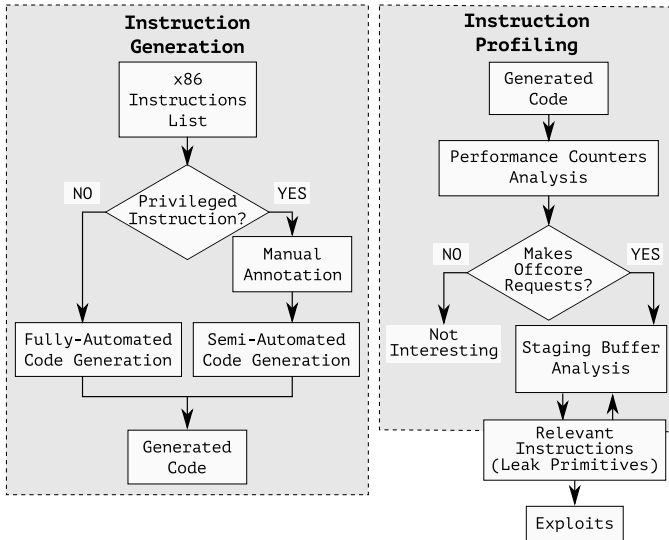 Instruction
Generation
x86
Instructions
List
NO
Privileged
Instruction?
YES
Manual
Annotation
Fully-Automated
Code Generation
Semi-Automated
Code Generation
Generated
Code
Instruction
Profiling
Generated
Code
Performance Counters
Analysis
NO
Makes
Offcore
Requests?
YES
Not
Interesting
Staging Buffer
Analysis
Relevant
Instructions
(Leak Primitives)
Exploits